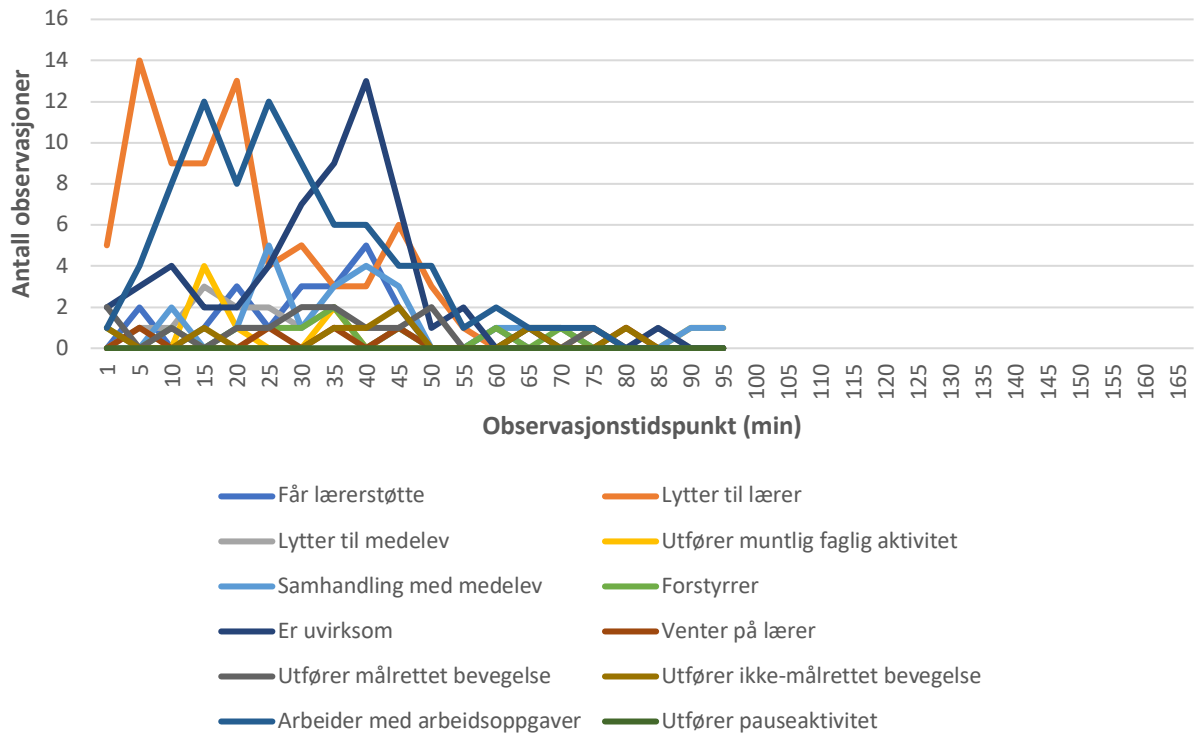 16
14
12
10
8
6
4
2
0
Antall observasjoner
1 5 10 15 20 25 30 35 40 45 50 55 60 65 70 75 80 85 90 95 100 105 110 115 120 125 130 135 140 145 150 155 160 165
Observasjonstidspunkt (min)
Får lærerstøtte Lytter til lærer
Lytter til medelev Utfører muntlig faglig aktivitet
Samhandling med medelev Forstyrrer
Er uvirksom Venter på lærer
Utfører målrettet bevegelse Utfører ikke-målrettet bevegelse
Arbeider med arbeidsoppgaver Utfører pauseaktivitet